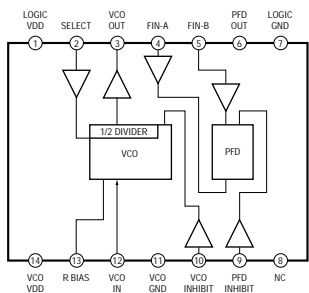 LOGIC VCO PFD LOGIC
VDD SELECT OUT FIN-A FIN-B OUT GND
1 2 3 4 5 6 7
1/2 DIVIDER
VCO PFD
14 13 12 11 10 9 8
VCO R BIAS VCO VCO VCO PFD NC
VDD IN GND INHIBIT INHIBIT